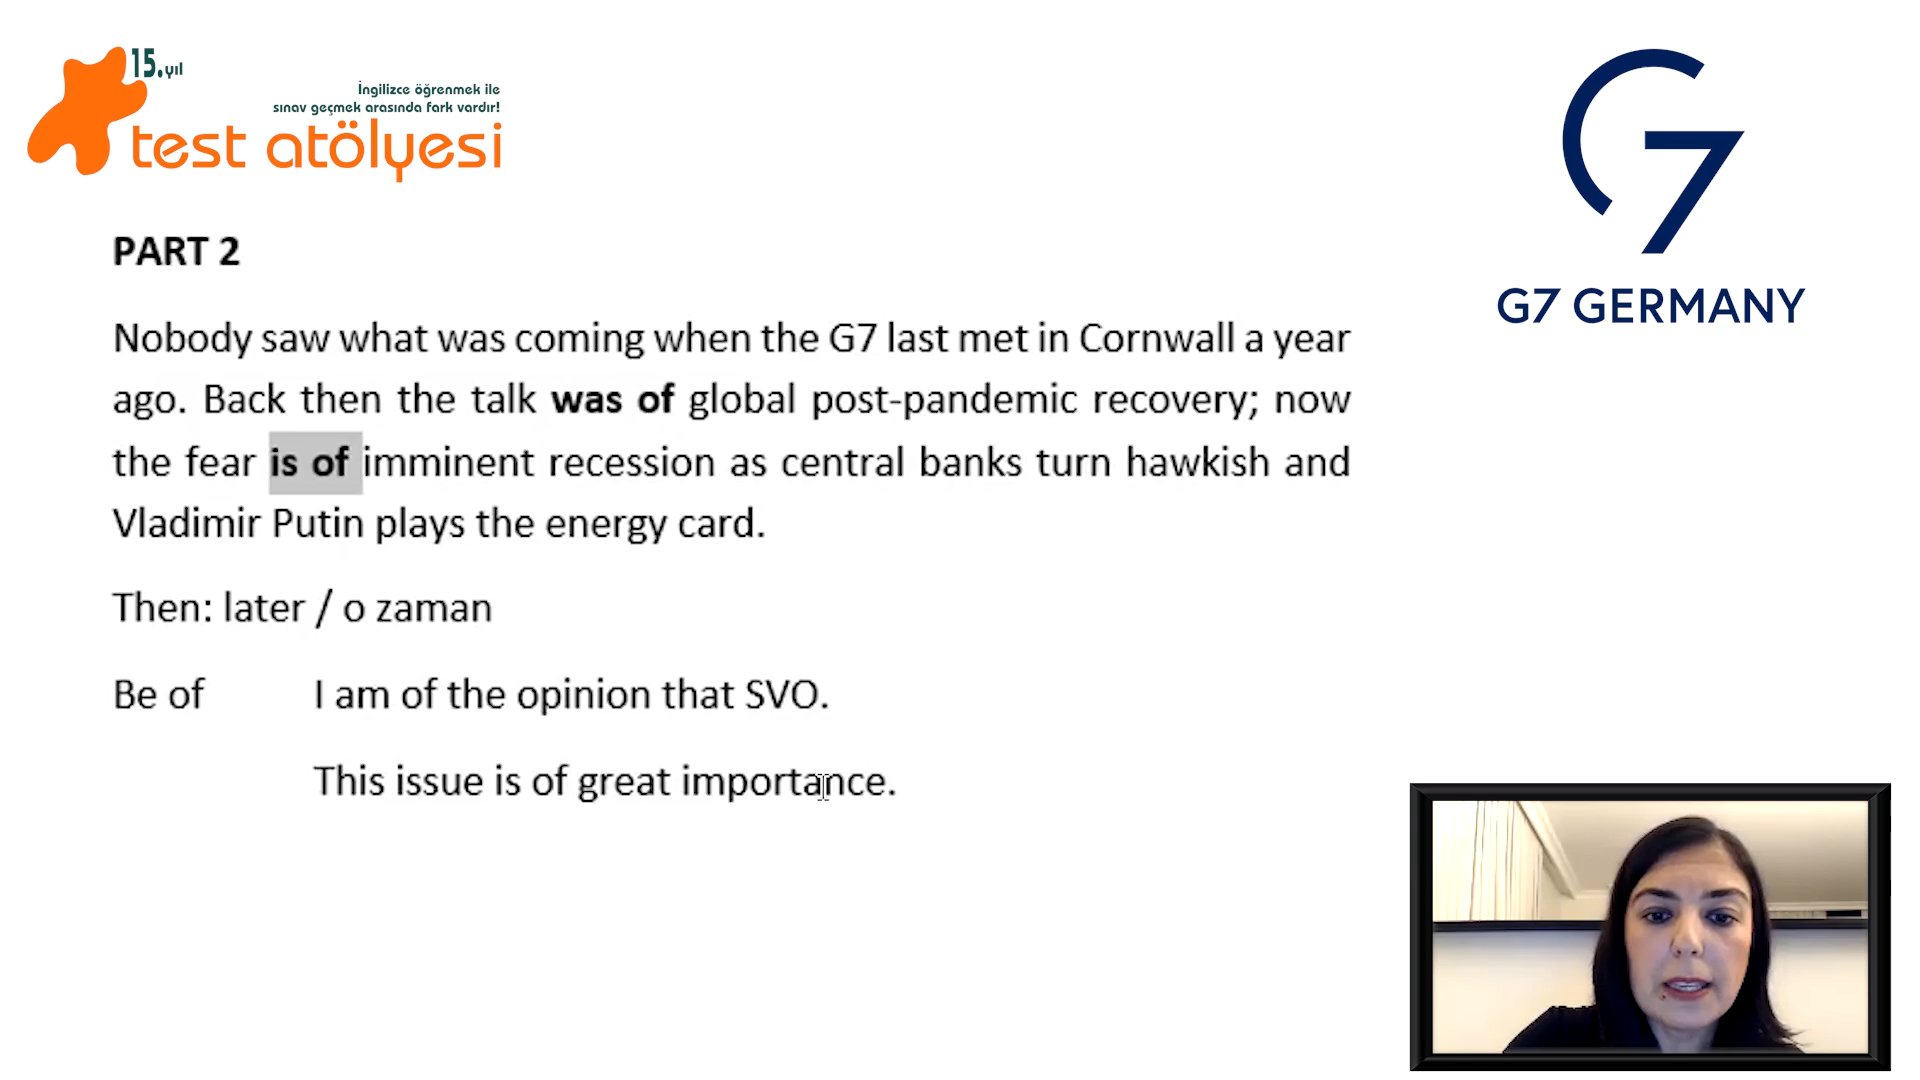 15.yıl
İngilizce öğrenmek ile
sınav geçmek arasında fark vardır!
test atölyesi
G7
G7 GERMANY
PART 2
Nobody saw what was coming when the G7 last met in Cornwall a year
ago. Back then the talk was of global post-pandemic recovery; now
the fear is of imminent recession as central banks turn hawkish and
Vladimir Putin plays the energy card.
Then: later / o zaman
Be of I am of the opinion that SVO.
This issue is of great importance.